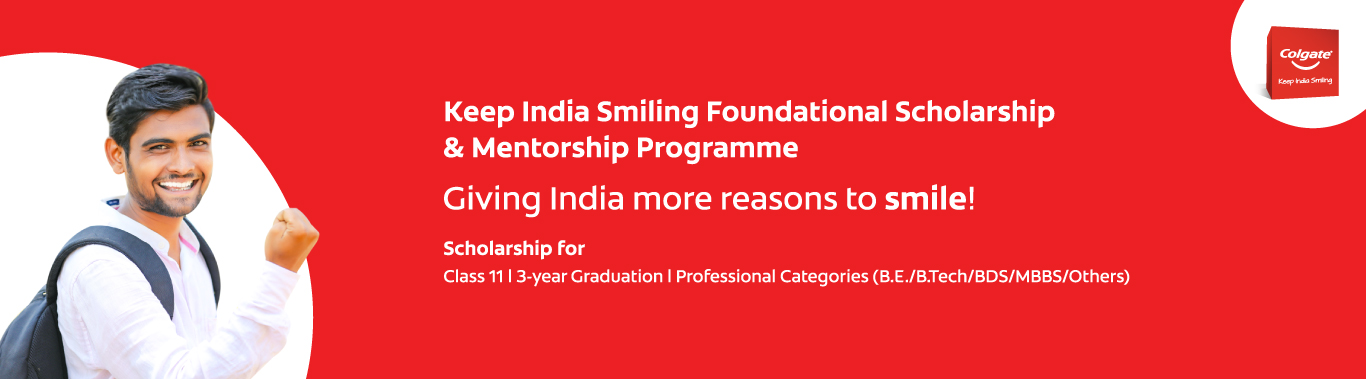 Keep India Smiling Foundational Scholarship
& Mentorship Programme
Giving India more reasons to smile!
Scholarship for
Class 11 | 3-year Graduation | Professional Categories (B.E./B.Tech/BDS/MBBS/Others)
Colgate®
Keep India Smiling